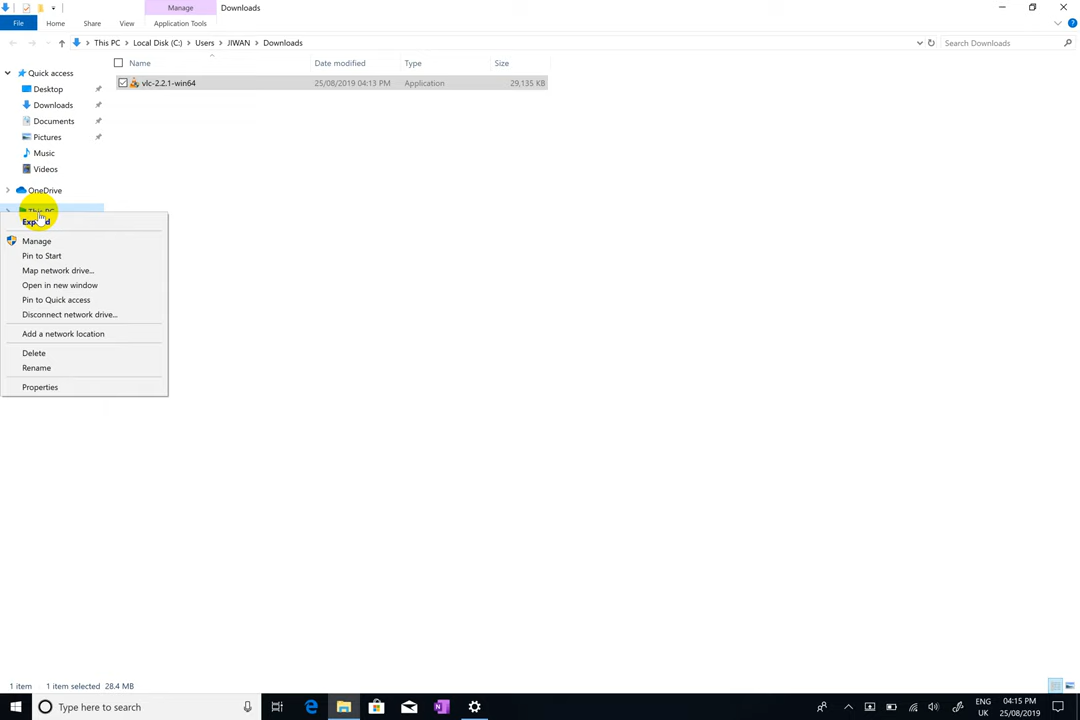 Manage
Downloads
File
Home
Share
View
Application Tools
This PC
Local Disk (C:)
Users
JIWAN
Downloads
Search Downloads
Name
Date modified
Type
Size
Quick access
vlc-2.2.1-win64
25/08/2019 04:13 PM
Application
29,135 KB
Desktop
Downloads
Documents
Pictures
Music
Videos
OneDrive
This PC
Expand
Manage
Pin to Start
Map network drive...
Open in new window
Pin to Quick access
Disconnect network drive...
Add a network location
Delete
Rename
Properties
1 item
1 item selected 28.4 MB
Type here to search
ENG
UK
04:15 PM
25/08/2019